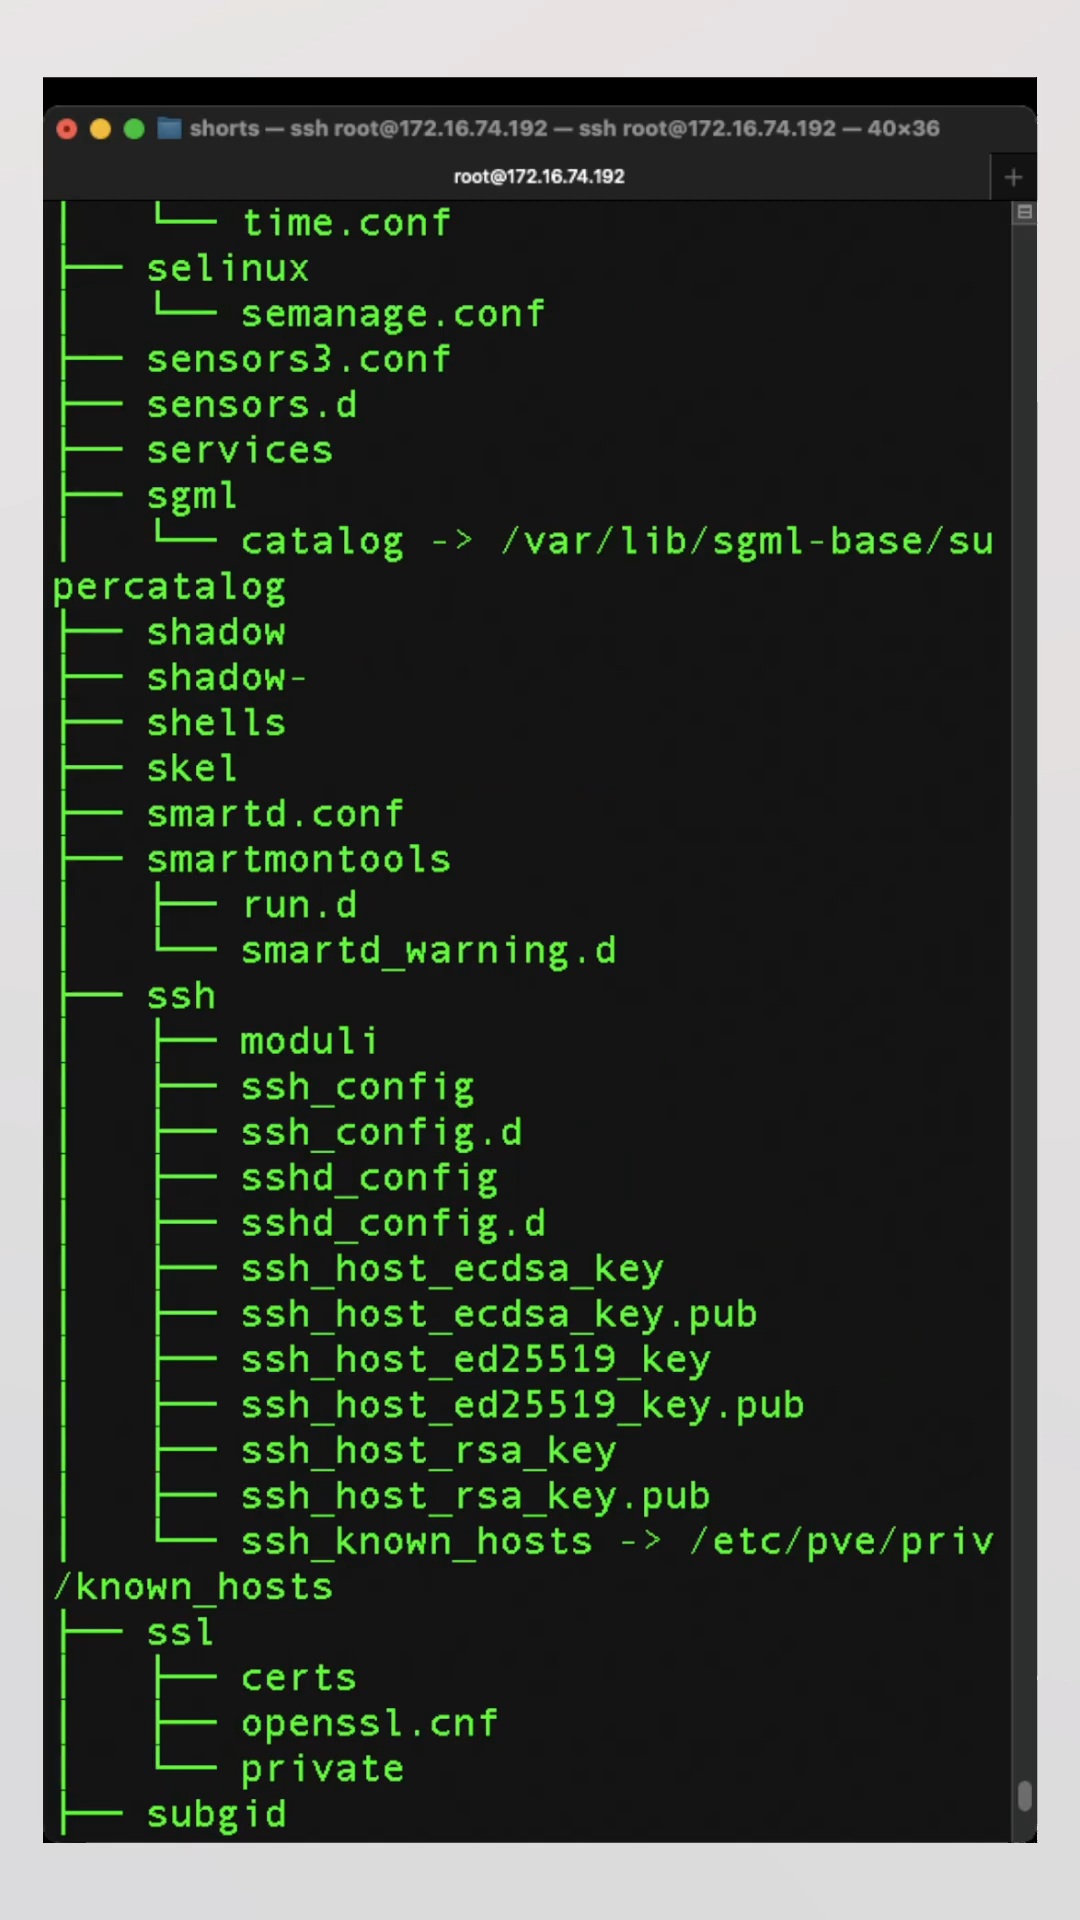 shorts — ssh root@172.16.74.192 — ssh root@172.16.74.192 — 40×36
root@172.16.74.192 +
│   └── time.conf
├── selinux
│   └── semanage.conf
├── sensors3.conf
├── sensors.d
├── services
├── sgml
│   └── catalog -> /var/lib/sgml-base/su
percatalog
├── shadow
├── shadow-
├── shells
├── skel
├── smartd.conf
├── smartmontools
│   ├── run.d
│   └── smartd_warning.d
├── ssh
│   ├── moduli
│   ├── ssh_config
│   ├── ssh_config.d
│   ├── sshd_config
│   ├── sshd_config.d
│   ├── ssh_host_ecdsa_key
│   ├── ssh_host_ecdsa_key.pub
│   ├── ssh_host_ed25519_key
│   ├── ssh_host_ed25519_key.pub
│   ├── ssh_host_rsa_key
│   ├── ssh_host_rsa_key.pub
│   └── ssh_known_hosts -> /etc/pve/priv
/known_hosts
├── ssl
│   ├── certs
│   ├── openssl.cnf
│   └── private
├── subgid